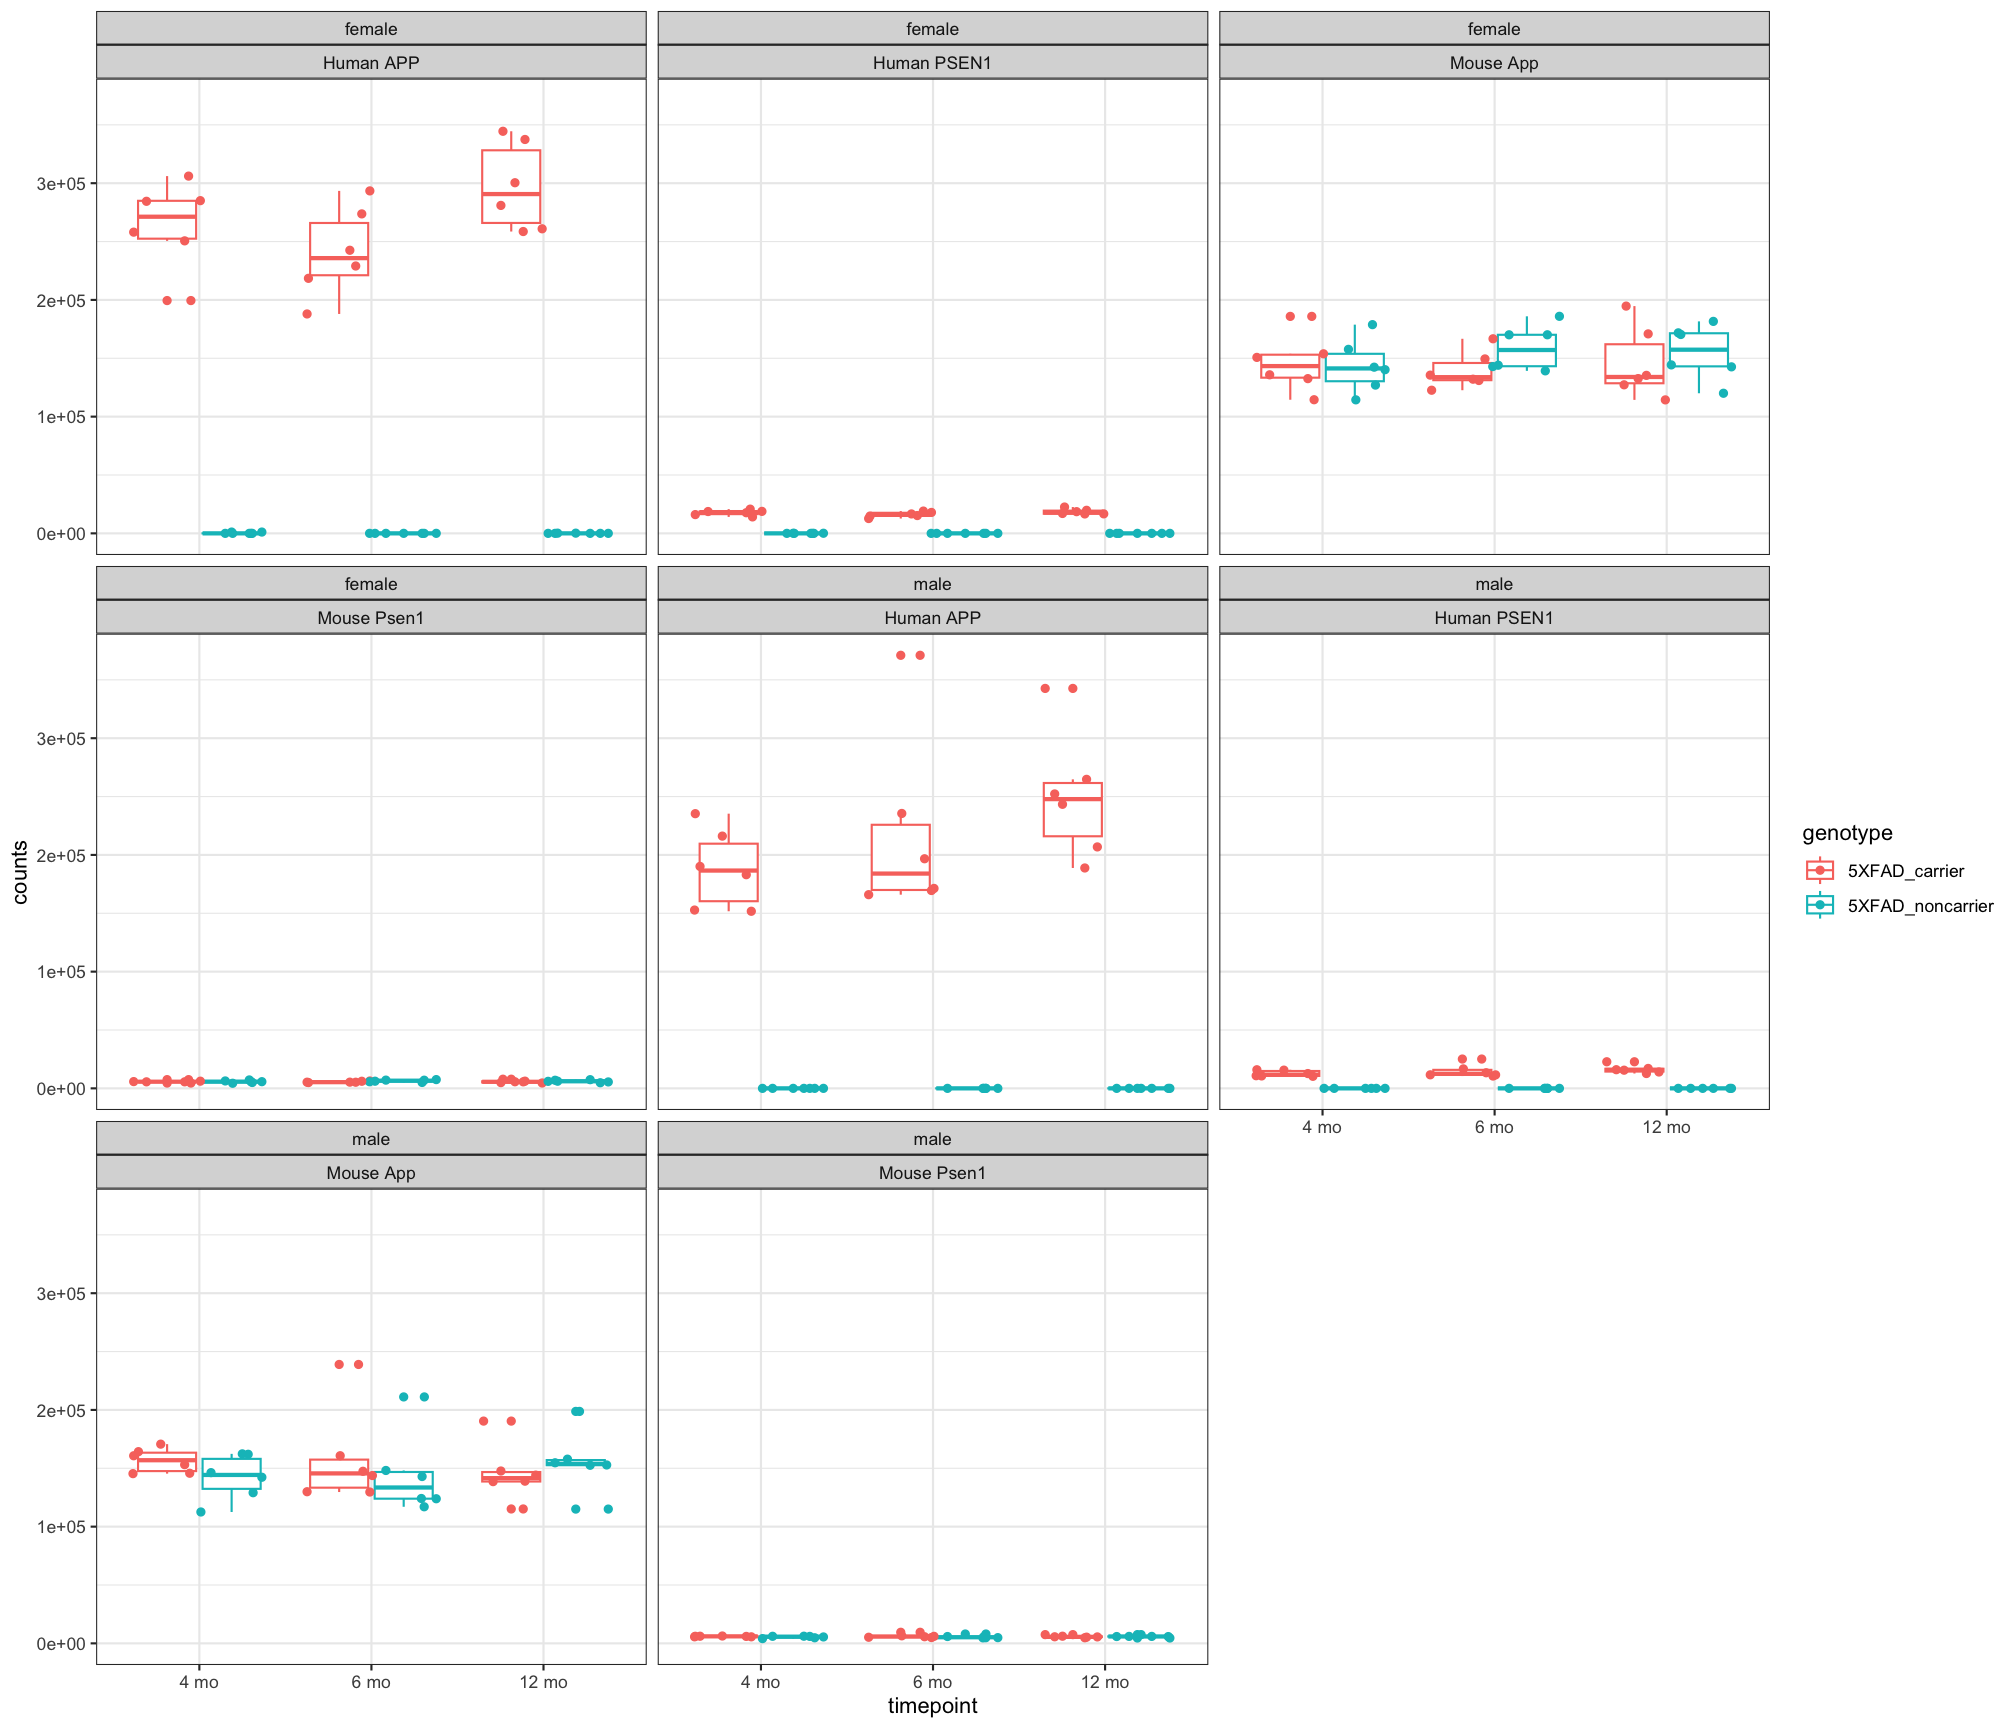 female
female
female
Human APP
Human PSEN1
Mouse App
3e+05
2e+05
1e+05
0e+00
female
male
male
Mouse Psen1
Human APP
Human PSEN1
3e+05
2e+05
1e+05
0e+00
4 mo
6 mo
12 mo
male
male
Mouse App
Mouse Psen1
3e+05
2e+05
1e+05
0e+00
4 mo
6 mo
12 mo
4 mo
6 mo
12 mo
timepoint
counts
genotype
5XFAD_carrier
5XFAD_noncarrier